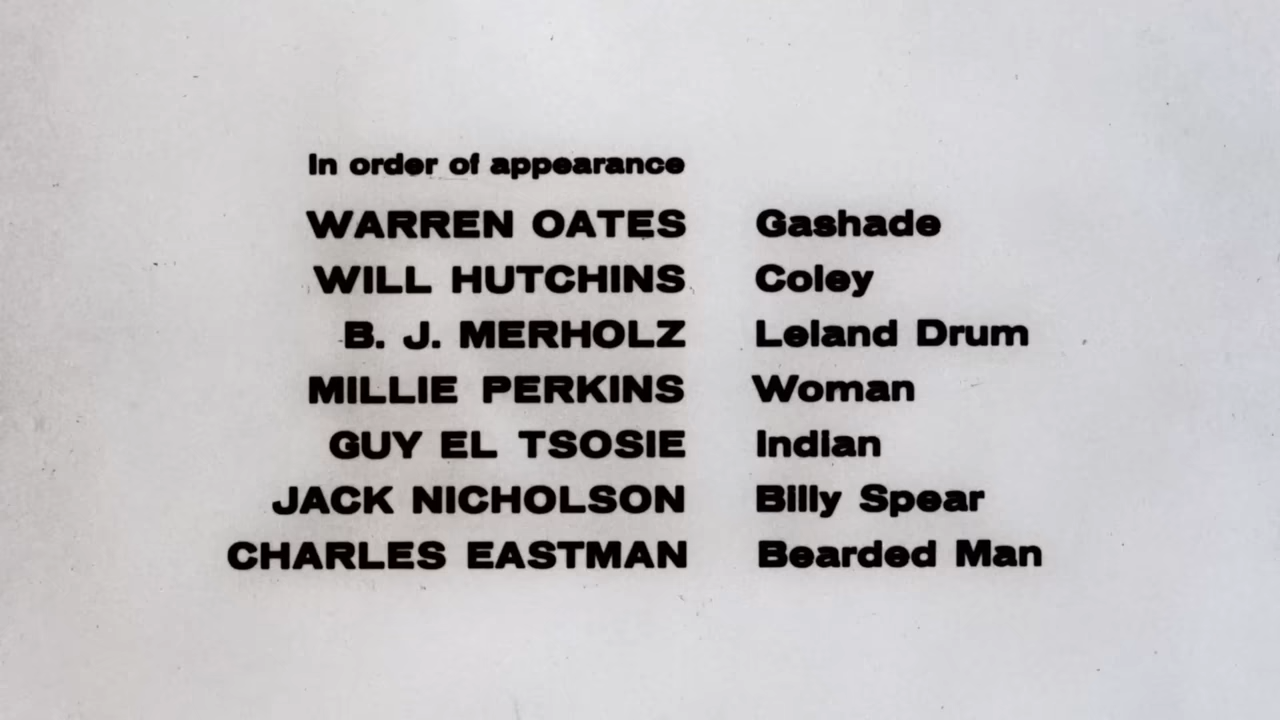 In order of appearance
WARREN OATES Gashade
WILL HUTCHINS Coley
B. J. MERHOLZ Leland Drum
MILLIE PERKINS Woman
GUY EL TSOSIE Indian
JACK NICHOLSON Billy Spear
CHARLES EASTMAN Bearded Man